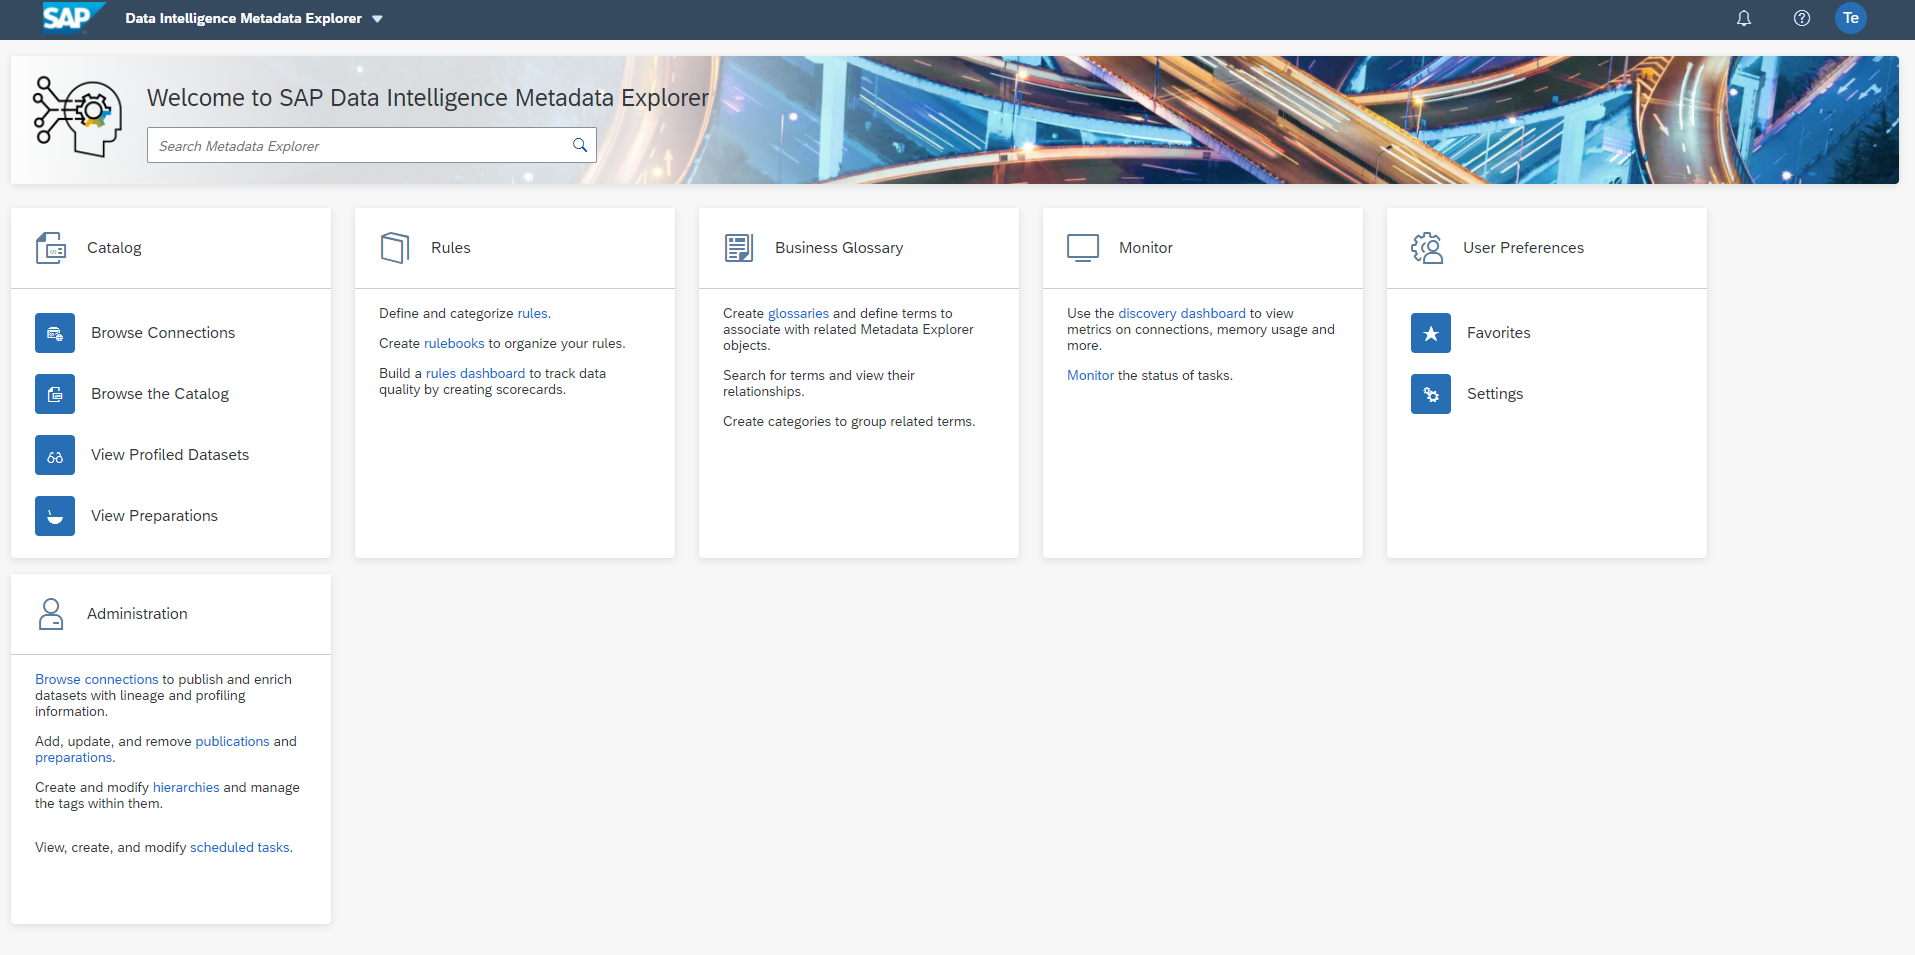 SAP Data Intelligence Metadata Explorer
Te
Welcome to SAP Data Intelligence Metadata Explorer
Search Metadata Explorer
Catalog
Browse Connections
Browse the Catalog
View Profiled Datasets
View Preparations
Rules
Define and categorize rules.
Create rulebooks to organize your rules.
Build a rules dashboard to track data
quality by creating scorecards.
Business Glossary
Create glossaries and define terms to
associate with related Metadata Explorer
objects.
Search for terms and view their
relationships.
Create categories to group related terms.
Monitor
Use the discovery dashboard to view
metrics on connections, memory usage and
more.
Monitor the status of tasks.
User Preferences
Favorites
Settings
Administration
Browse connections to publish and enrich
datasets with lineage and profiling
information.
Add, update, and remove publications and
preparations.
Create and modify hierarchies and manage
the tags within them.
View, create, and modify scheduled tasks.